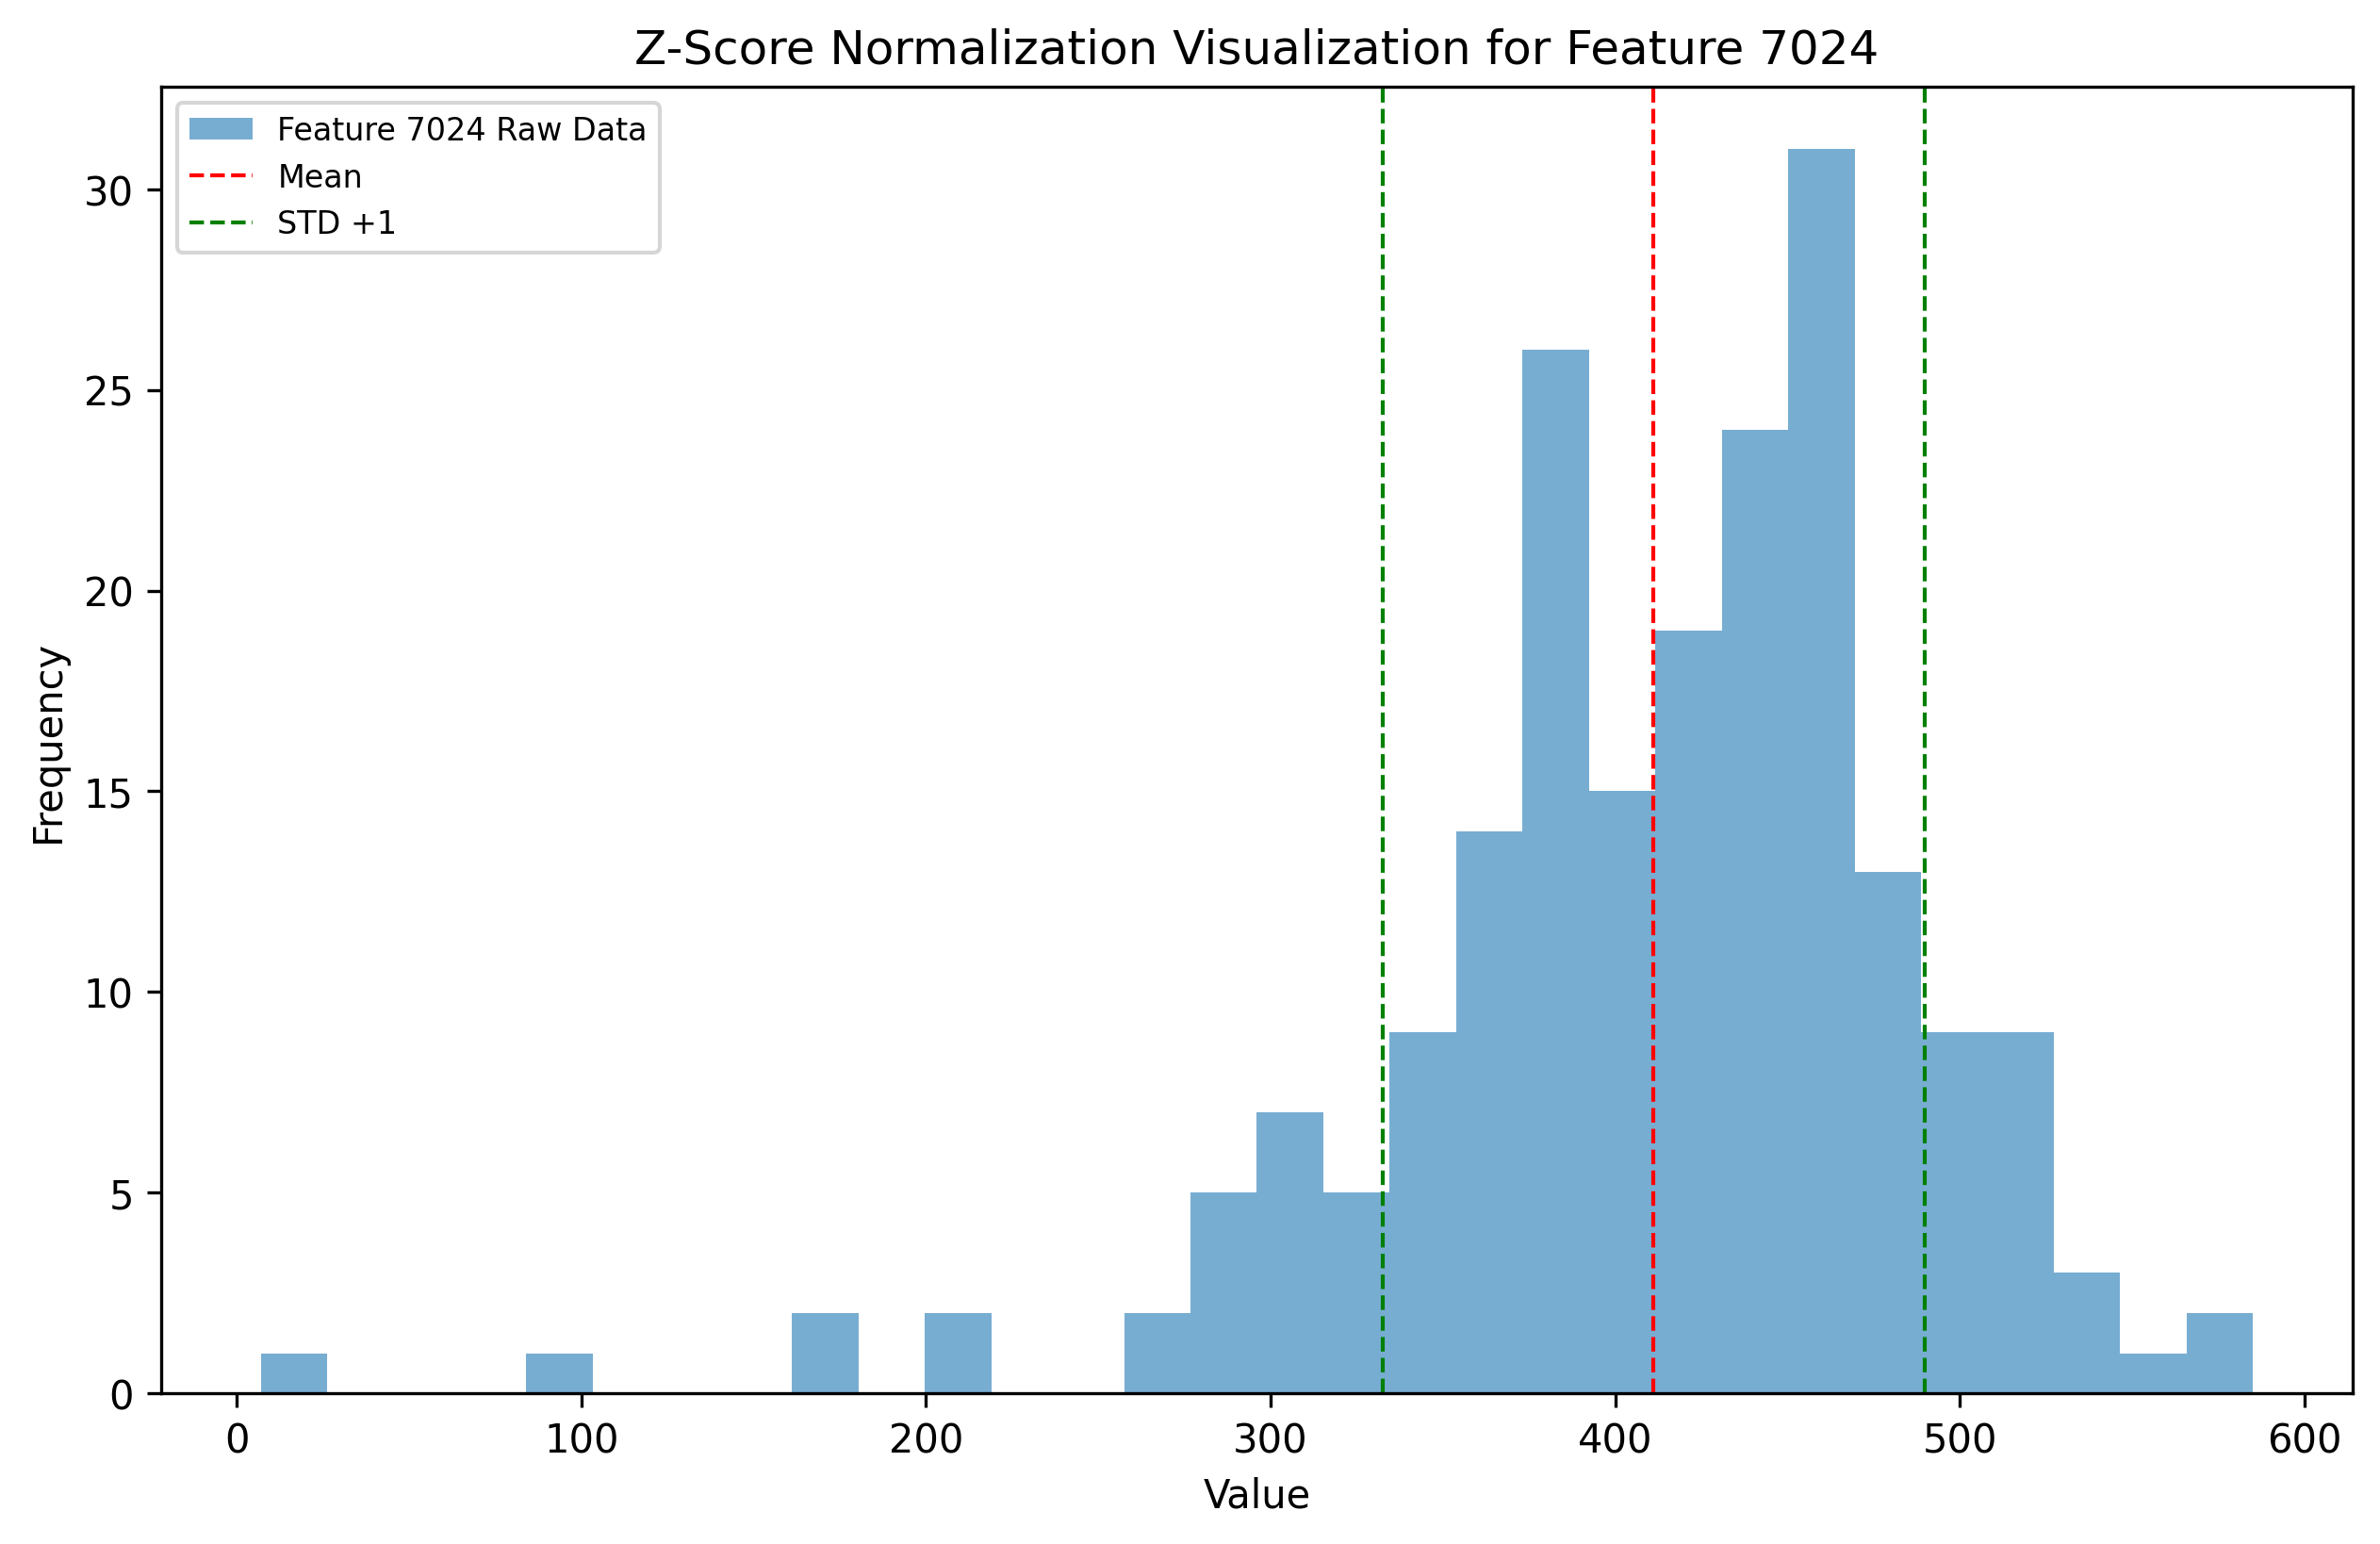 Z-Score Normalization Visualization for Feature 7024
Feature 7024 Raw Data
Mean
STD +1
30
25
20
15
10
5
0
Frequency
0 100 200 300 400 500 600
Value